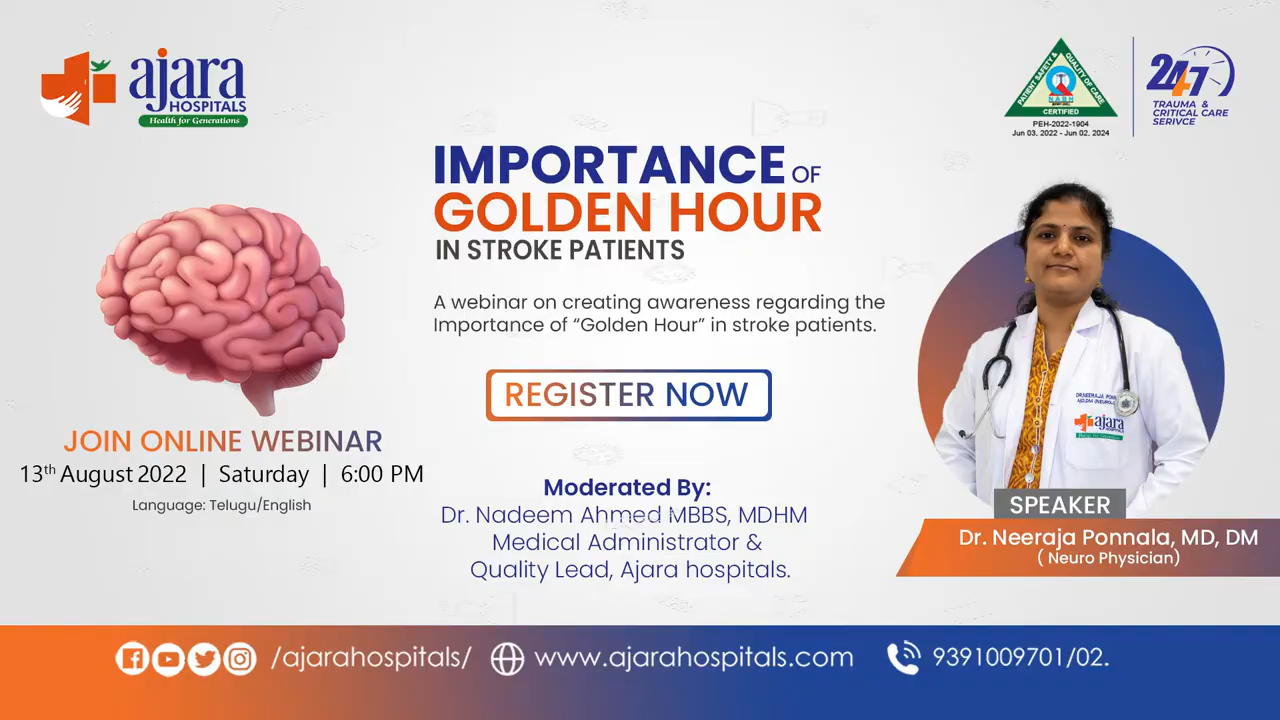 ajara
HOSPITALS
Health for Generations
PATIENT SAFETY & QUALITY OF CARE
NABH
CERTIFIED
PEH-2022-1904
Jun 03, 2022 - Jun 02, 2024
24
7
TRAUMA &
CRITICAL CARE
SERIVCE
IMPORTANCE OF
GOLDEN HOUR
IN STROKE PATIENTS
A webinar on creating awareness regarding the
Importance of “Golden Hour” in stroke patients.
REGISTER NOW
JOIN ONLINE WEBINAR
13th August 2022 | Saturday | 6:00 PM
Language: Telugu/English
Moderated By:
Dr. Nadeem Ahmed MBBS, MDHM
Medical Administrator &
Quality Lead, Ajara hospitals.
ajara
HOSPITALS
SPEAKER
Dr. Neeraja Ponnala, MD, DM
( Neuro Physician)
/ajarahospitals/
www.ajarahospitals.com
9391009701/02.